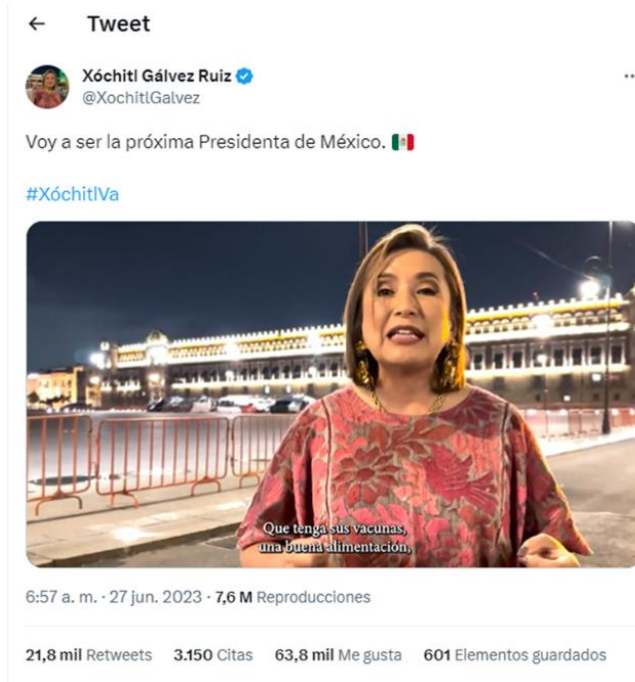 Tweet
Xóchitl Gálvez Ruiz
@XochitlGalvez
Voy a ser la próxima Presidenta de México. 🇲🇽
#XóchitlVa
Que tenga sus vacunas,
una buena alimentación,
6:57 a. m. · 27 jun. 2023 · 7,6 M Reproducciones
21,8 mil Retweets 3.150 Citas 63,8 mil Me gusta 601 Elementos guardados